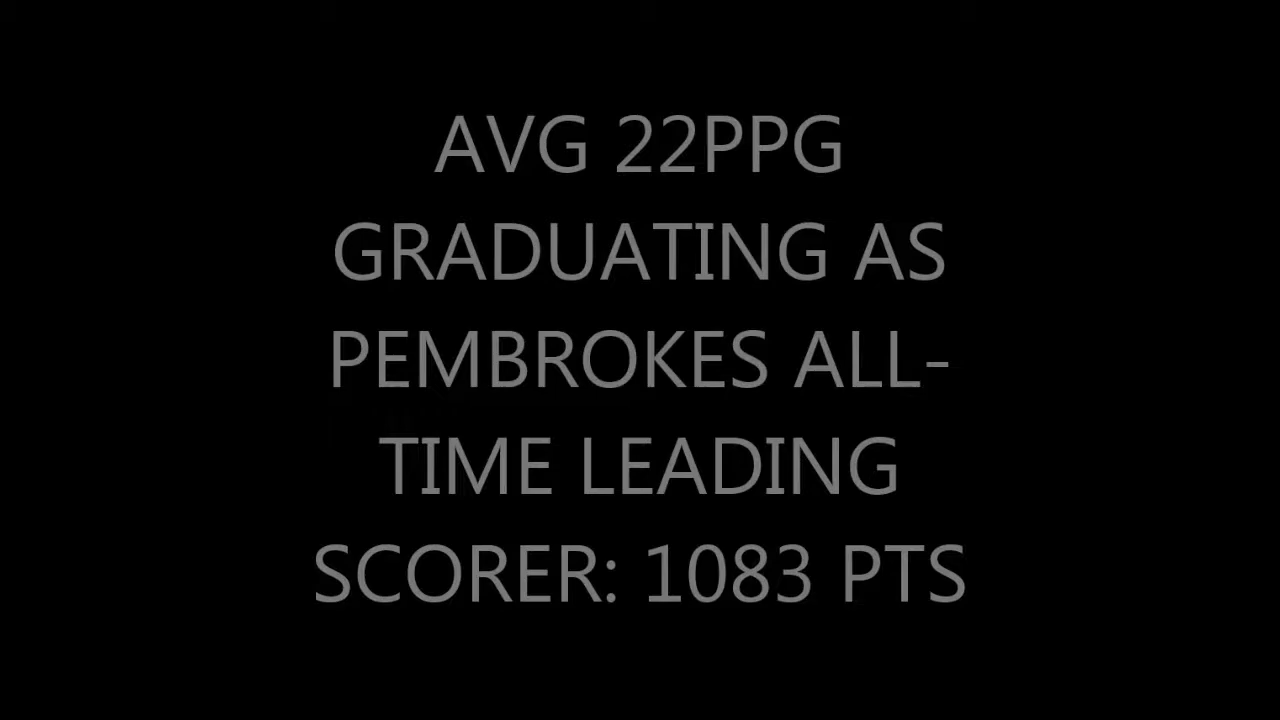 AVG 22PPG
GRADUATING AS
PEMBROKES ALL-
TIME LEADING
SCORER: 1083 PTS